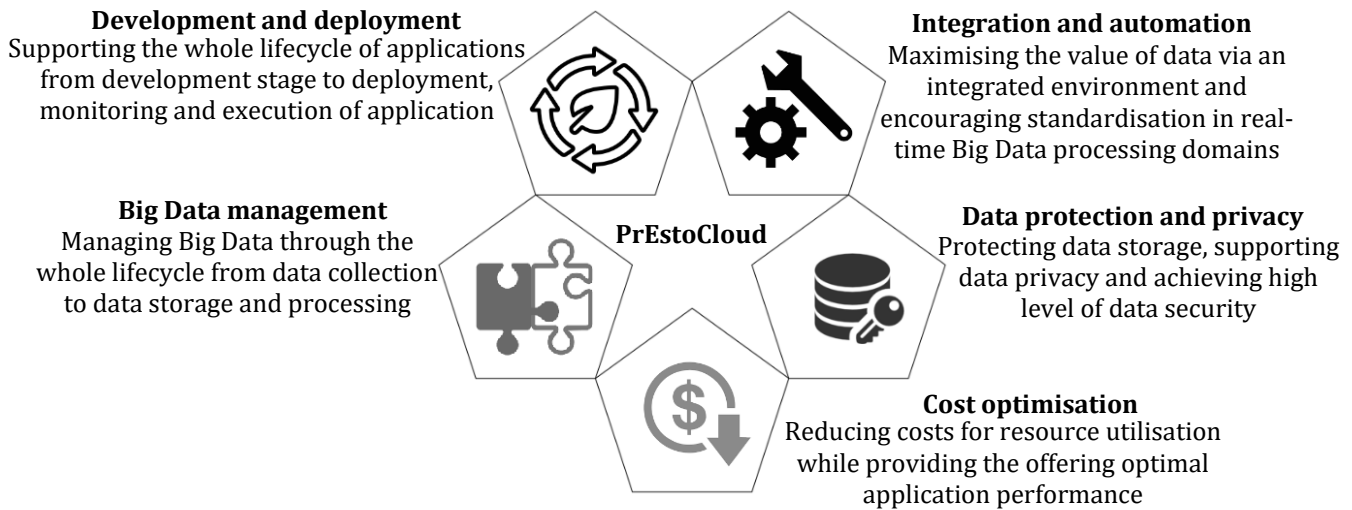 Development and deployment
Supporting the whole lifecycle of applications
from development stage to deployment,
monitoring and execution of application
Integration and automation
Maximising the value of data via an
integrated environment and
encouraging standardisation in real-
time Big Data processing domains
Big Data management
Managing Big Data through the
whole lifecycle from data collection
to data storage and processing
PrEstoCloud
Data protection and privacy
Protecting data storage, supporting
data privacy and achieving high
level of data security
$
Cost optimisation
Reducing costs for resource utilisation
while providing the offering optimal
application performance